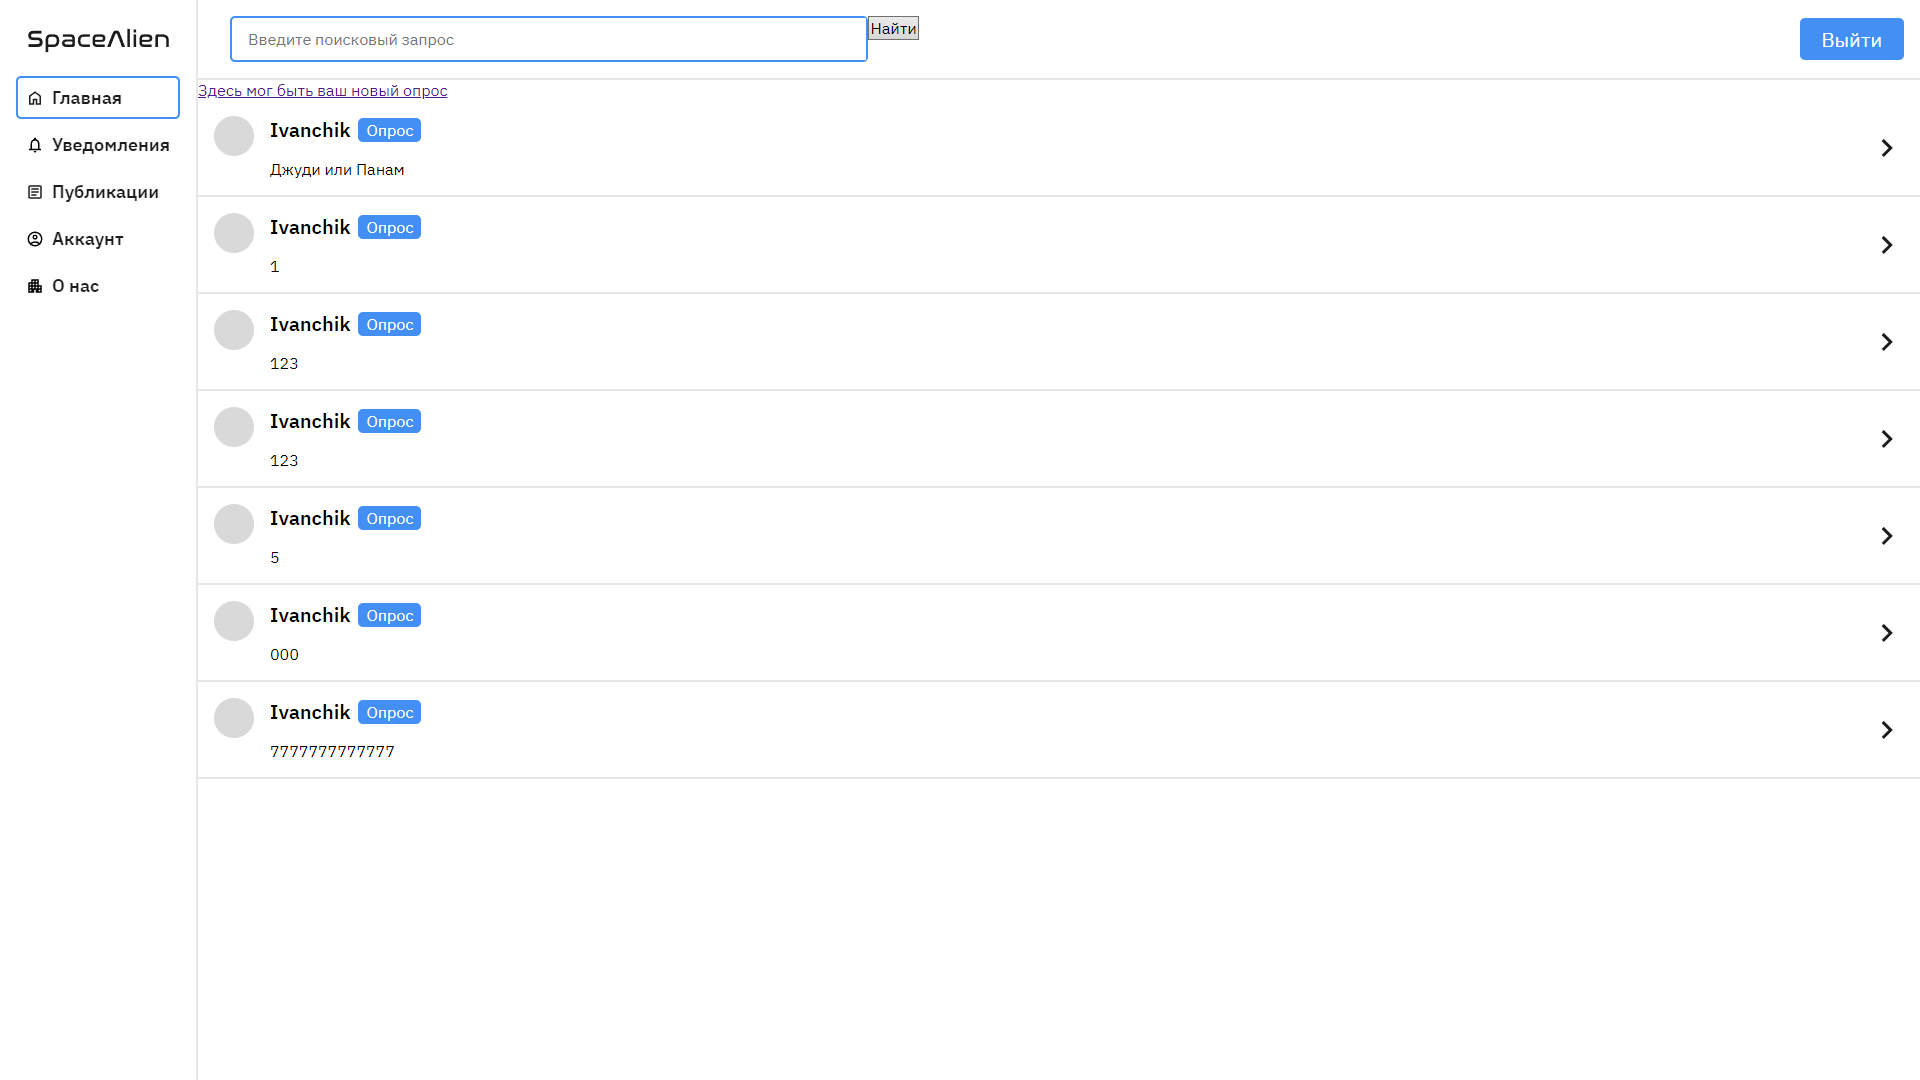 SpaceAlien
Главная
Уведомления
Публикации
Аккаунт
О нас
Введите поисковый запрос
Найти
Выйти
Здесь мог быть ваш новый опрос
Ivanchik Опрос
Джуди или Панам
Ivanchik Опрос
1
Ivanchik Опрос
123
Ivanchik Опрос
123
Ivanchik Опрос
5
Ivanchik Опрос
000
Ivanchik Опрос
7777777777777